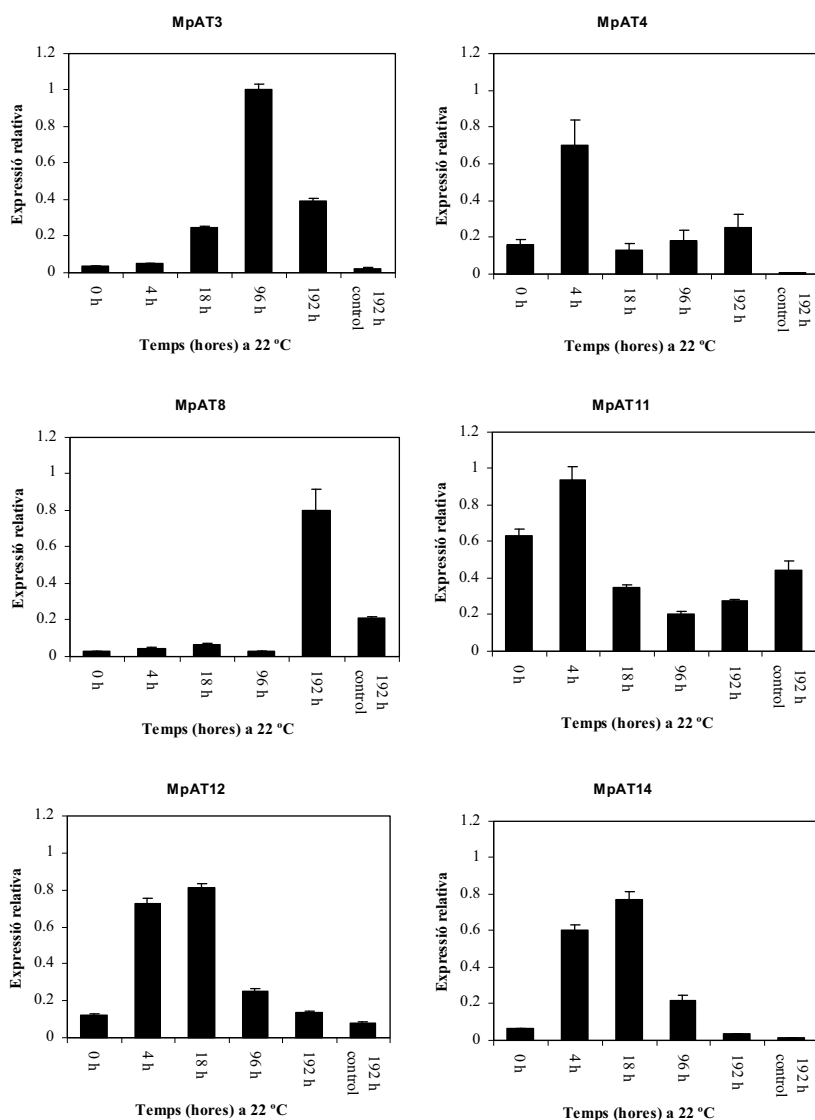 MpAT3
Expressió relativa
1.2
1
0.8
0.6
0.4
0.2
0
0 h
4 h
18 h
96 h
192 h
192 h
control
Temps (hores) a 22 ºC
MpAT4
Expressió relativa
1.2
1
0.8
0.6
0.4
0.2
0
0 h
4 h
18 h
96 h
192 h
192 h
control
Temps (hores) a 22 ºC
MpAT8
Expressió relativa
1.2
1
0.8
0.6
0.4
0.2
0
0 h
4 h
18 h
96 h
192 h
192 h
control
Temps (hores) a 22 ºC
MpAT11
Expressió relativa
1.2
1
0.8
0.6
0.4
0.2
0
0 h
4 h
18 h
96 h
192 h
192 h
control
Temps (hores) a 22 ºC
MpAT12
Expressió relativa
1.2
1
0.8
0.6
0.4
0.2
0
0 h
4 h
18 h
96 h
192 h
192 h
control
Temps (hores) a 22 ºC
MpAT14
Expressió relativa
1.2
1
0.8
0.6
0.4
0.2
0
0 h
4 h
18 h
96 h
192 h
192 h
control
Temps (hores) a 22 ºC